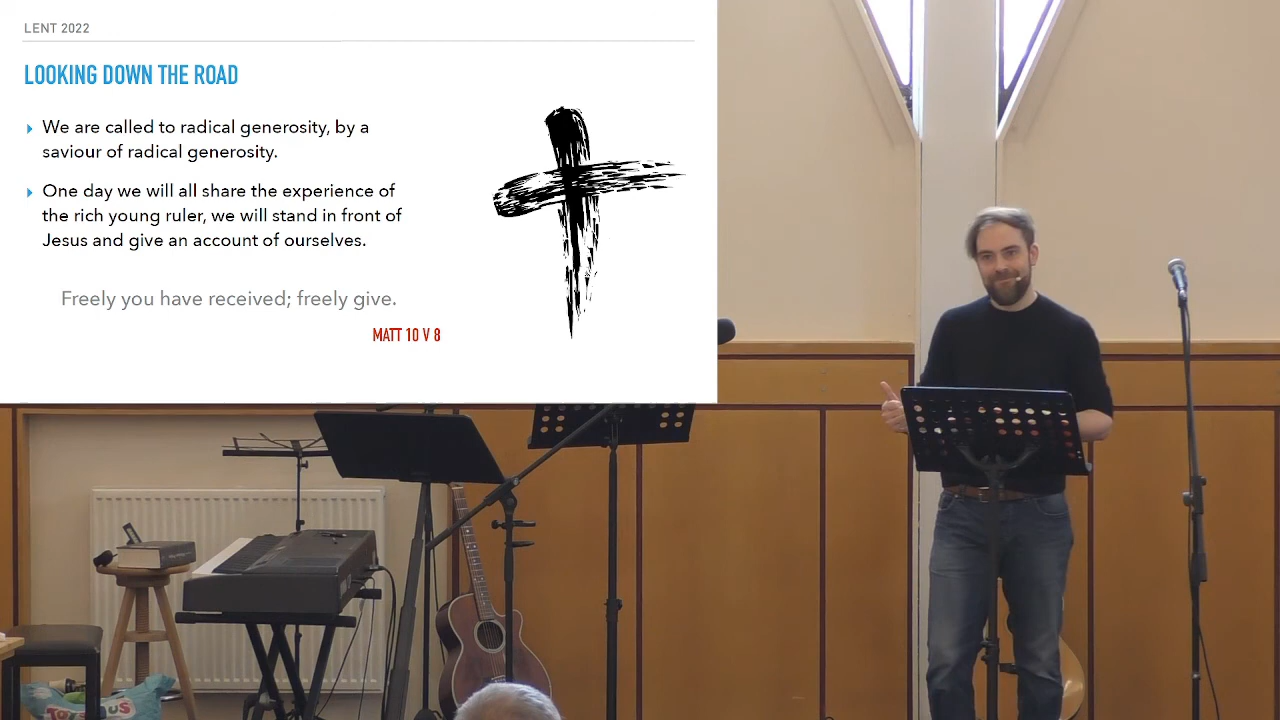 LENT 2022
LOOKING DOWN THE ROAD
We are called to radical generosity, by a
saviour of radical generosity.
One day we will all share the experience of
the rich young ruler, we will stand in front of
Jesus and give an account of ourselves.
Freely you have received; freely give.
MATT 10 V 8